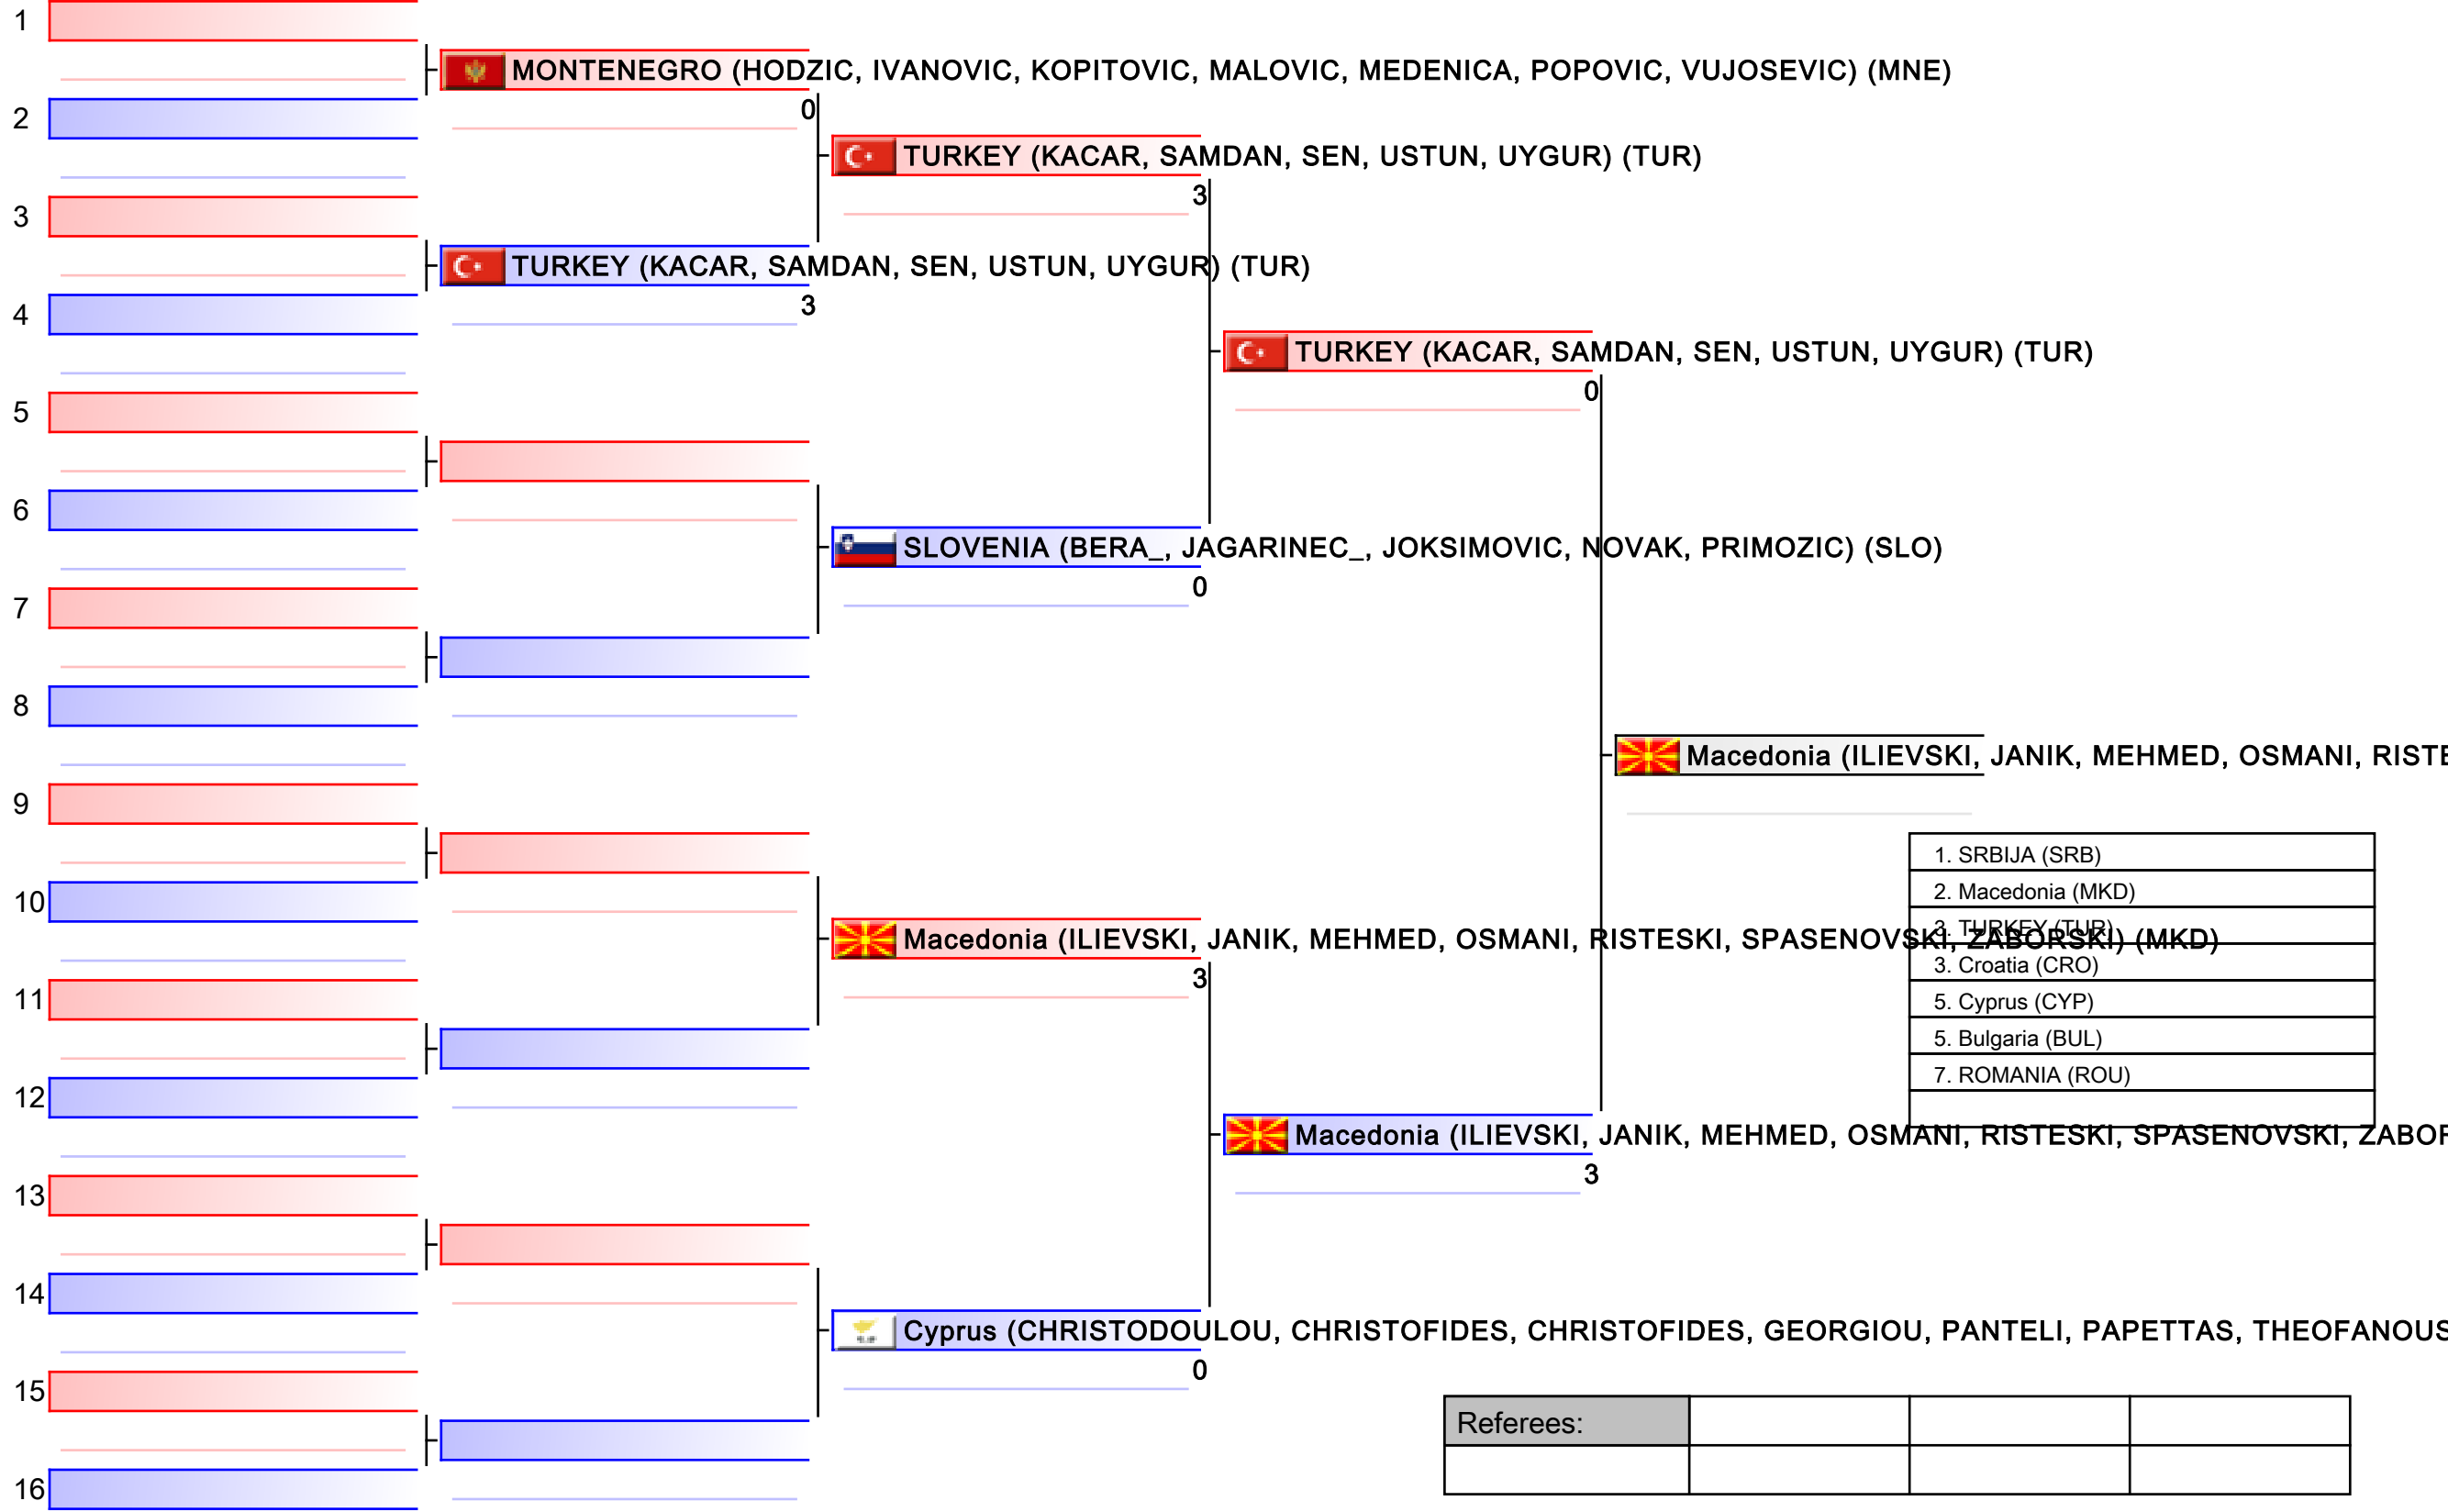 1
MONTENEGRO (HODZIC, IVANOVIC, KOPITOVIC, MALOVIC, MEDENICA, POPOVIC, VUJOSEVIC) (MNE)
0
2
TURKEY (KACAR, SAMDAN, SEN, USTUN, UYGUR) (TUR)
3
3
TURKEY (KACAR, SAMDAN, SEN, USTUN, UYGUR) (TUR)
3
4
TURKEY (KACAR, SAMDAN, SEN, USTUN, UYGUR) (TUR)
0
5
6
SLOVENIA (BERA_, JAGARINEC_, JOKSIMOVIC, NOVAK, PRIMOZIC) (SLO)
0
7
8
Macedonia (ILIEVSKI, JANIK, MEHMED, OSMANI, RISTE
9
1. SRBIJA (SRB)
2. Macedonia (MKD)
3. TURKEY (TUR)
3. Croatia (CRO)
5. Cyprus (CYP)
5. Bulgaria (BUL)
7. ROMANIA (ROU)
10
Macedonia (ILIEVSKI, JANIK, MEHMED, OSMANI, RISTESKI, SPASENOVSKI, ZABORSKI) (MKD)
3
11
12
Macedonia (ILIEVSKI, JANIK, MEHMED, OSMANI, RISTESKI, SPASENOVSKI, ZABOR
3
13
14
Cyprus (CHRISTODOULOU, CHRISTOFIDES, CHRISTOFIDES, GEORGIOU, PANTELI, PAPETTAS, THEOFANOUS
0
15
Referees:
16